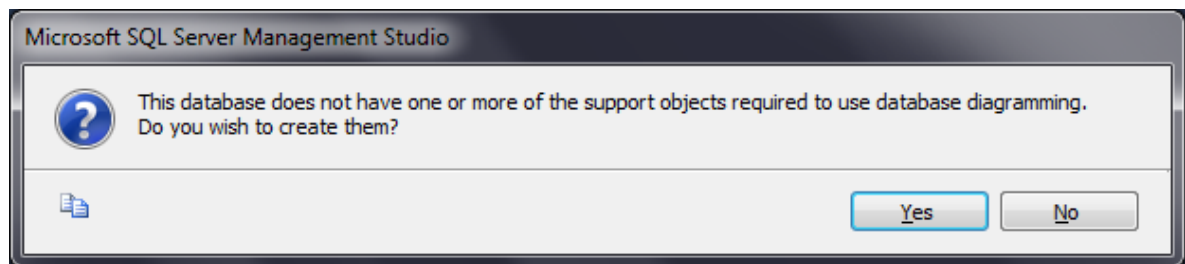 Microsoft SQL Server Management Studio
This database does not have one or more of the support objects required to use database diagramming.
Do you wish to create them?
Yes
No